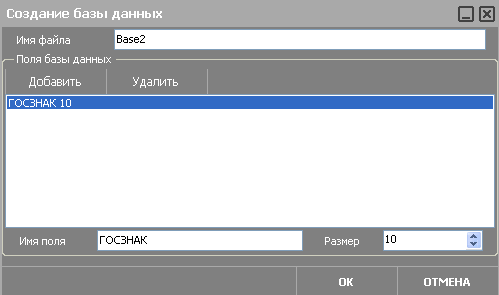 Создание базы данных
Имя файла Base2
Поля базы данных
Добавить Удалить
ГОСЗНАК 10
Имя поля ГОСЗНАК Размер 10
ОК ОТМЕНА